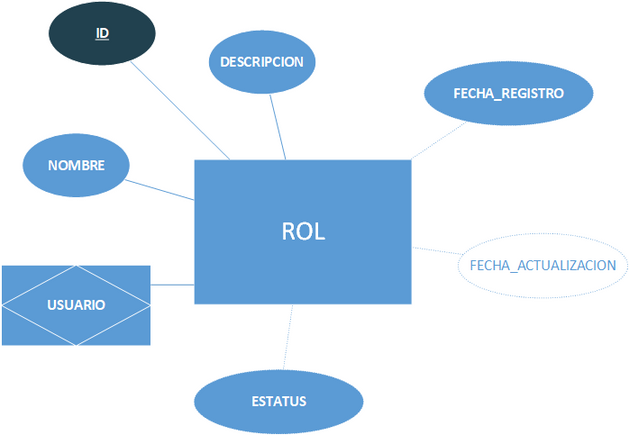 ID
DESCRIPCION
FECHA_REGISTRO
NOMBRE
ROL
FECHA_ACTUALIZACION
USUARIO
ESTATUS